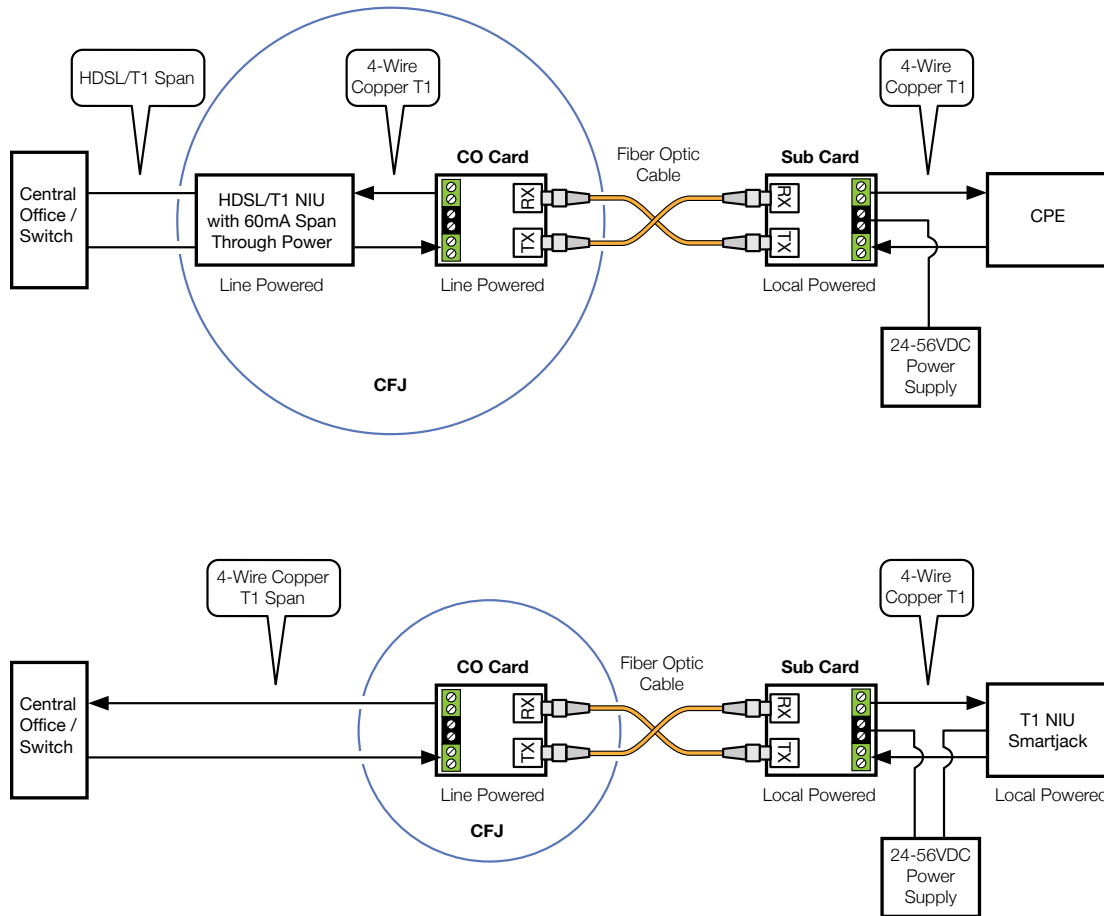 HDSL/T1 Span
4-Wire
Copper T1
4-Wire
Copper T1
Central
Office /
Switch
HDSL/T1 NIU
with 60mA Span
Through Power
Line Powered
CO Card
RX
TX
Line Powered
Fiber Optic
Cable
Sub Card
RX
TX
Local Powered
CPE
24-56VDC
Power
Supply
CFJ
4-Wire Copper
T1 Span
4-Wire
Copper T1
Central
Office /
Switch
CO Card
RX
TX
Line Powered
Fiber Optic
Cable
Sub Card
RX
TX
Local Powered
T1 NIU
Smartjack
Local Powered
CFJ
24-56VDC
Power
Supply